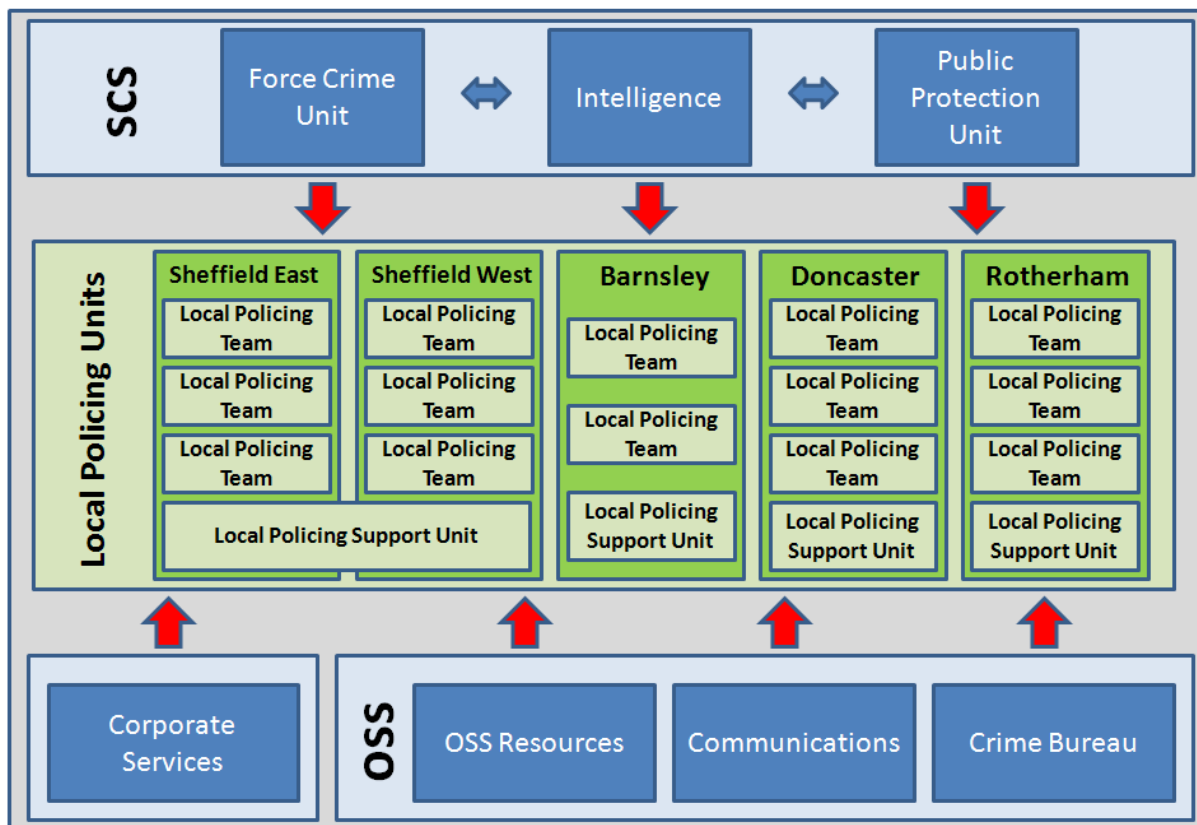 SCS
Force Crime
Unit
Intelligence
Public
Protection
Unit
Local Policing Units
Sheffield East
Local Policing
Team
Local Policing
Team
Local Policing
Team
Sheffield West
Local Policing
Team
Local Policing
Team
Local Policing
Team
Local Policing Support Unit
Barnsley
Local Policing
Team
Local Policing
Team
Local Policing
Support Unit
Doncaster
Local Policing
Team
Local Policing
Team
Local Policing
Team
Local Policing
Support Unit
Rotherham
Local Policing
Team
Local Policing
Team
Local Policing
Team
Local Policing
Support Unit
Corporate
Services
OSS
OSS Resources
Communications
Crime Bureau